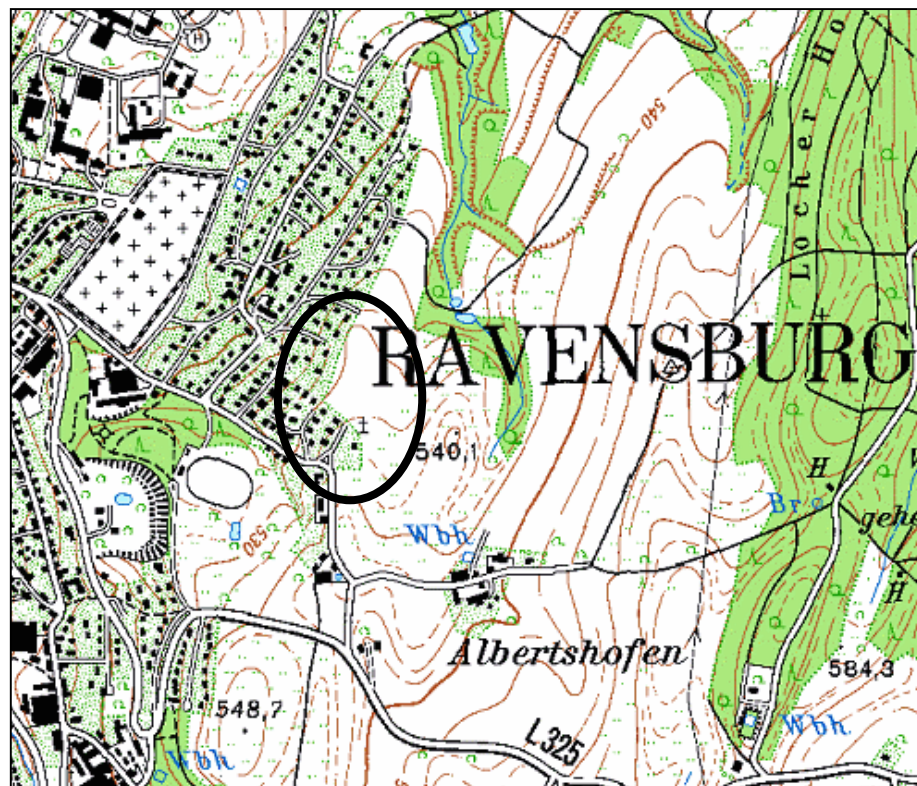 H
540
Locher Ho
RAVENSBURG
540,1
H
Br
geh
530
Wbh
H
Albertshofen
584,3
548,7
L325
Wbh
Wbh